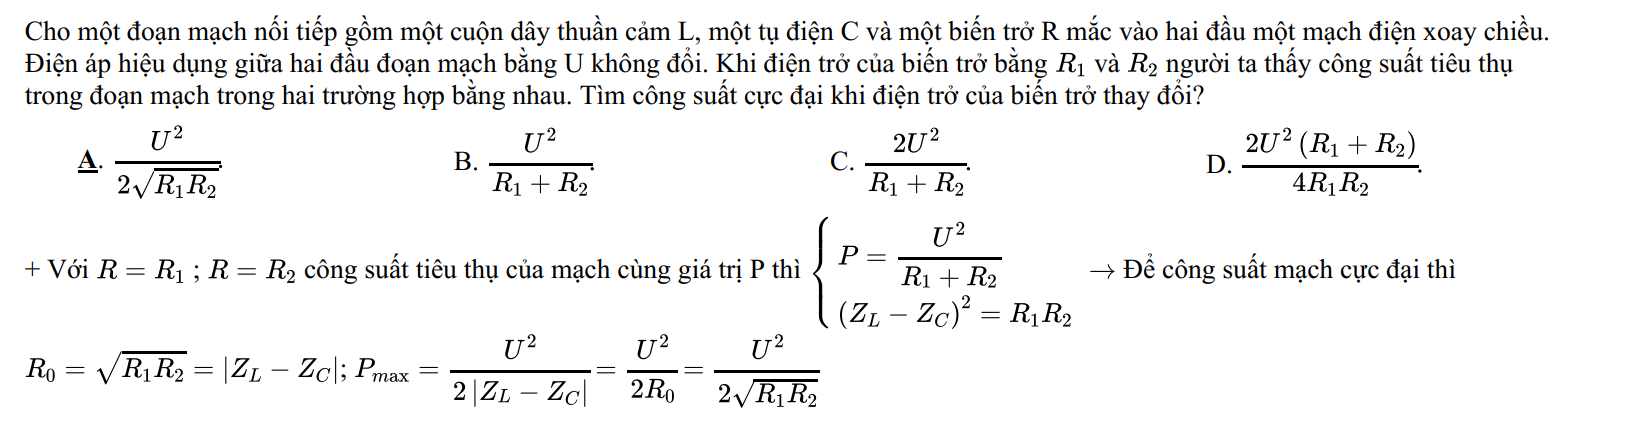 Cho một đoạn mạch nối tiếp gồm một cuộn dây thuần cảm L, một tụ điện C và một biến trở R mắc vào hai đầu một mạch điện xoay chiều.
Điện áp hiệu dụng giữa hai đầu đoạn mạch bằng U không đổi. Khi điện trở của biến trở bằng R₁ và R₂ người ta thấy công suất tiêu thụ
trong đoạn mạch trong hai trường hợp bằng nhau. Tìm công suất cực đại khi điện trở của biến trở thay đổi?
A. \frac{U^2}{2\sqrt{R_1R_2}}. B. \frac{U^2}{R_1+R_2}. C. \frac{2U^2}{R_1+R_2}. D. \frac{2U^2(R_1+R_2)}{4R_1R_2}.
+ Với R = R₁ ; R = R₂ công suất tiêu thụ của mạch cùng giá trị P thì \begin{cases} P = \frac{U^2}{R_1+R_2} \\ (Z_L - Z_C)^2 = R_1R_2 \end{cases} → Để công suất mạch cực đại thì
R_0 = \sqrt{R_1R_2} = |Z_L - Z_C|; P_{max} = \frac{U^2}{2|Z_L - Z_C|} = \frac{U^2}{2R_0} = \frac{U^2}{2\sqrt{R_1R_2}}